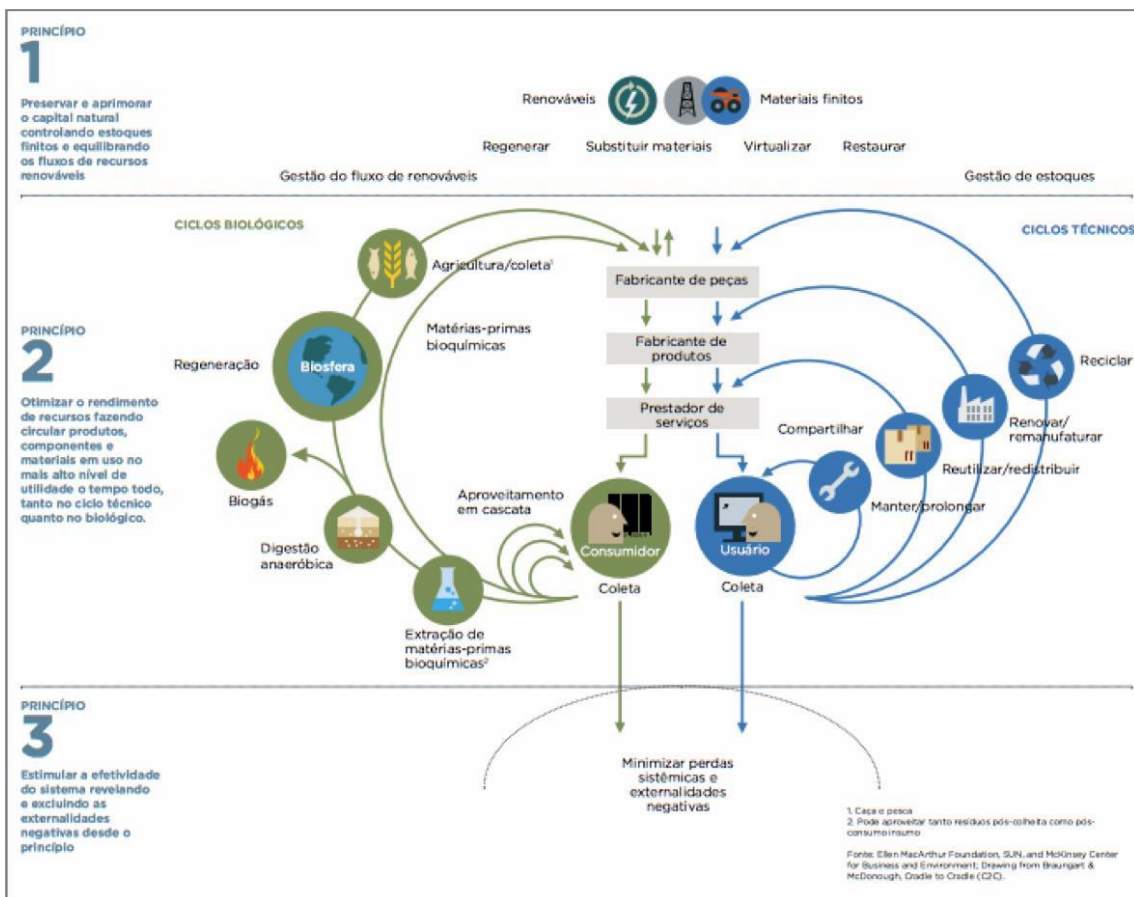 PRINCÍPIO
1
Preservar e aprimorar
o capital natural
controlando estoques
finitos e equilibrando
os fluxos de recursos
renováveis
Renováveis
Materiais finitos
Regenerar
Substituir materiais
Virtualizar
Restaurar
Gestão do fluxo de renováveis
Gestão de estoques
PRINCÍPIO
2
Otimizar o rendimento
de recursos fazendo
circular produtos,
componentes e
materiais em uso no
mais alto nível de
utilidade o tempo todo,
tanto no ciclo técnico
quanto no biológico.
CICLOS BIOLÓGICOS
CICLOS TÉCNICOS
Agricultura/coleta¹
Matérias-primas
bioquímicas
Regeneração
Biosfera
Biogás
Digestão
anaeróbica
Extração de
matérias-primas
bioquímicas²
Aproveitamento
em cascata
Fabricante de peças
Fabricante de
produtos
Prestador de
serviços
Consumidor
Usuário
Coleta
Coleta
Compartilhar
Manter/prolongar
Reutilizar/redistribuir
Renovar/
remanufaturar
Reciclar
PRINCÍPIO
3
Estimular a efetividade
do sistema revelando
e excluindo as
externalidades
negativas desde o
princípio
Minimizar perdas
sistêmicas e
externalidades
negativas
1. Caça e pesca
2. Pode aproveitar tanto resíduos pós-colheita como pós-
consumo insumo
Fonte: Ellen MacArthur Foundation, SUN, and McKinsey Center
for Business and Environment; Drawing from Braungart &
McDonough, Cradle to Cradle (C2C).